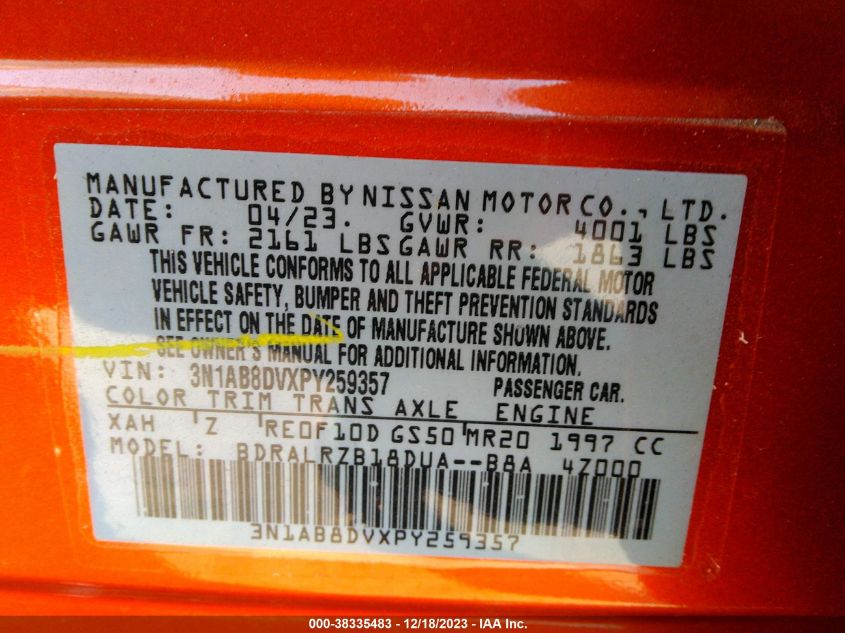 MANUFACTURED BY NISSAN MOTOR CO., LTD.
DATE: 04/23. GVWR: 4001 LBS
GAWR FR: 2161 LBS GAWR RR: 1863 LBS
THIS VEHICLE CONFORMS TO ALL APPLICABLE FEDERAL MOTOR
VEHICLE SAFETY, BUMPER AND THEFT PREVENTION STANDARDS
IN EFFECT ON THE DATE OF MANUFACTURE SHOWN ABOVE.
SEE OWNER'S MANUAL FOR ADDITIONAL INFORMATION.
VIN: 3N1AB8DVXPY259357 PASSENGER CAR.
COLOR TRIM TRANS AXLE ENGINE
XAH Z RE0F10D GS50 MR20 1997 CC
MODEL: BDRALRZB18DUA--B8A 4Z000
3N1AB8DVXPY259357
000-38335483 - 12/18/2023 - IAA Inc.